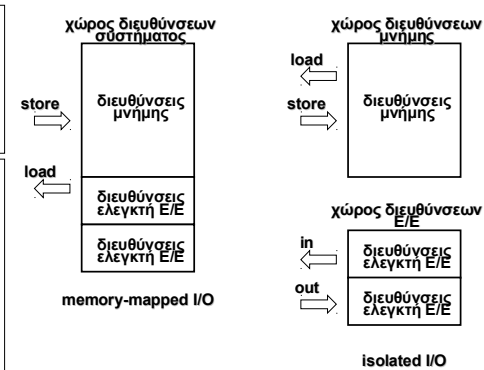 χώρος διευθύνσεων
συστήματος
store
διευθύνσεις
μνήμης
load
διευθύνσεις
ελεγκτή Ε/Ε
διευθύνσεις
ελεγκτή Ε/Ε
memory-mapped I/O
χώρος διευθύνσεων
μνήμης
load
store
διευθύνσεις
μνήμης
χώρος διευθύνσεων
Ε/Ε
in
διευθύνσεις
ελεγκτή Ε/Ε
out
διευθύνσεις
ελεγκτή Ε/Ε
isolated I/O